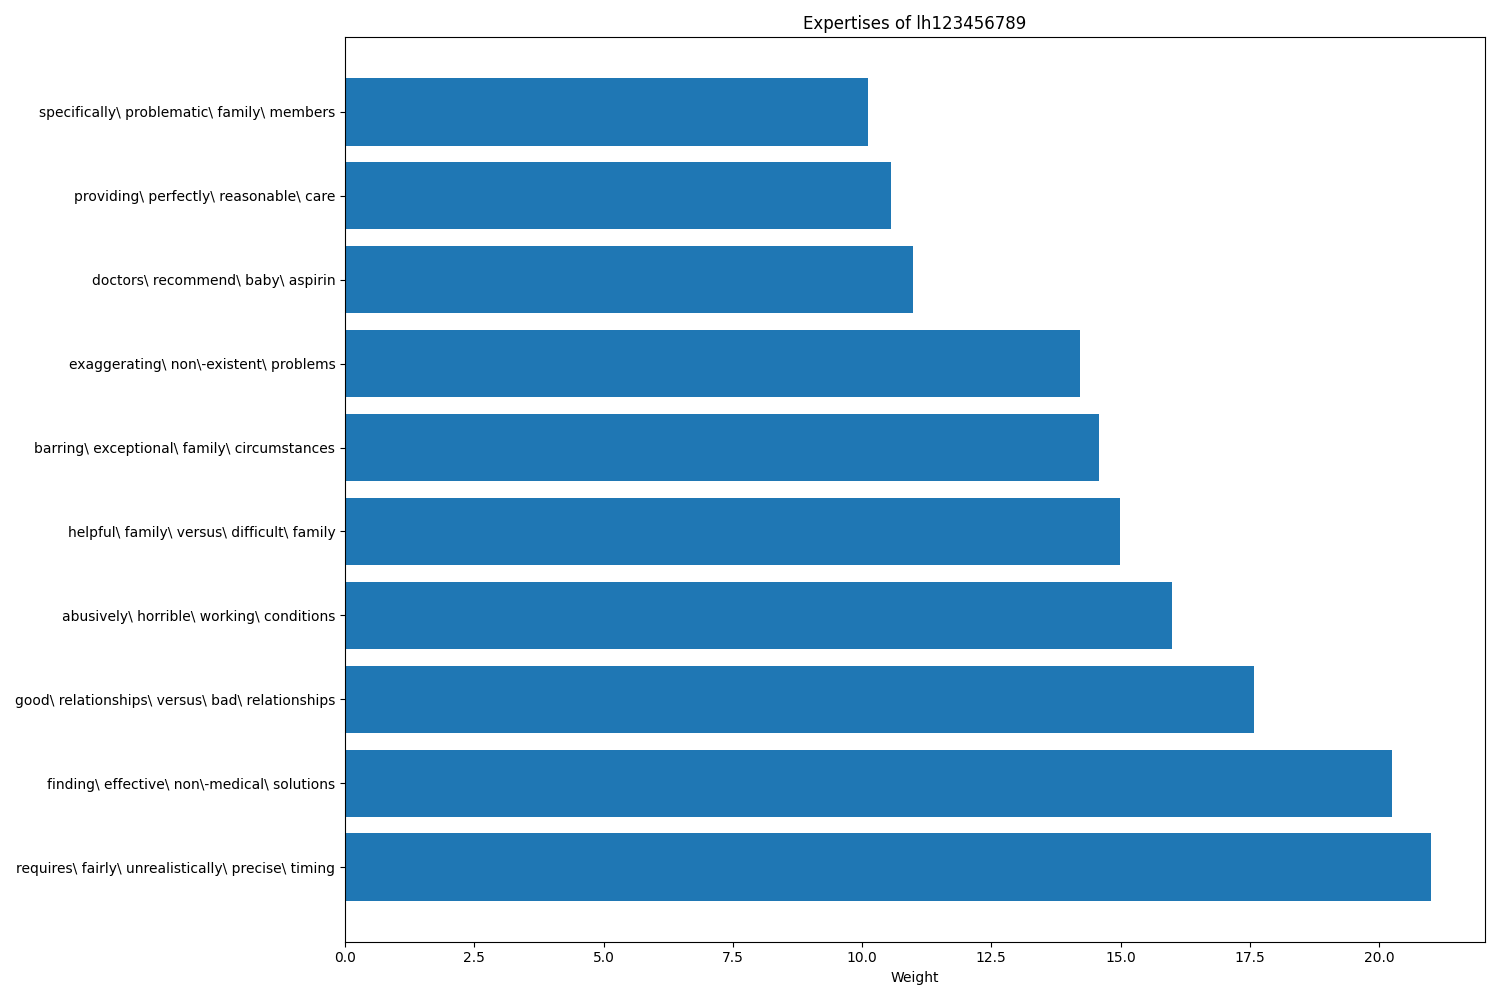 Expertises of lh123456789
specifically\ problematic\ family\ members
providing\ perfectly\ reasonable\ care
doctors\ recommend\ baby\ aspirin
exaggerating\ non\-existent\ problems
barring\ exceptional\ family\ circumstances
helpful\ family\ versus\ difficult\ family
abusively\ horrible\ working\ conditions
good\ relationships\ versus\ bad\ relationships
finding\ effective\ non\-medical\ solutions
requires\ fairly\ unrealistically\ precise\ timing
0.0 2.5 5.0 7.5 10.0 12.5 15.0 17.5 20.0
Weight